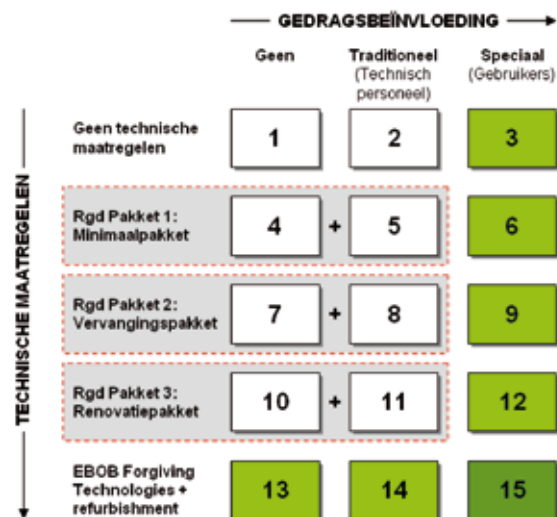 GEDRAGSBEÏNVLOEDING
Geen Traditioneel Speciaal
(Technisch (Gebruikers)
personeel)
TECHNISCHE MAATREGELEN
Geen technische
maatregelen
1 2 3
Rgd Pakket 1:
Minimaalpakket
4 + 5 6
Rgd Pakket 2:
Vervangingspakket
7 + 8 9
Rgd Pakket 3:
Renovatiepakket
10 + 11 12
EBOB Forgiving
Technologies +
refurbishment
13 14 15